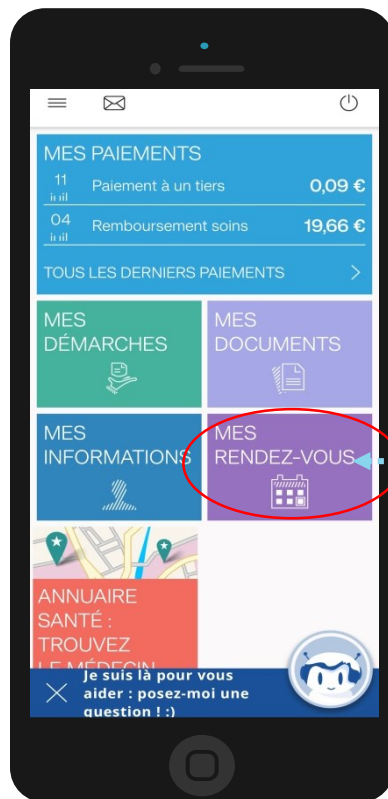 MES PAIEMENTS
11 Paiement à un tiers 0,09 €
04 Remboursement soins 19,66 €
TOUS LES DERNIERS PAIEMENTS
MES
DÉMARCHES
MES
DOCUMENTS
MES
INFORMATIONS
MES
RENDEZ-VOUS
ANNUAIRE
SANTÉ :
TROUVEZ
LE MÉDECIN
Je suis là pour vous
aider : posez-moi une
question ! :)